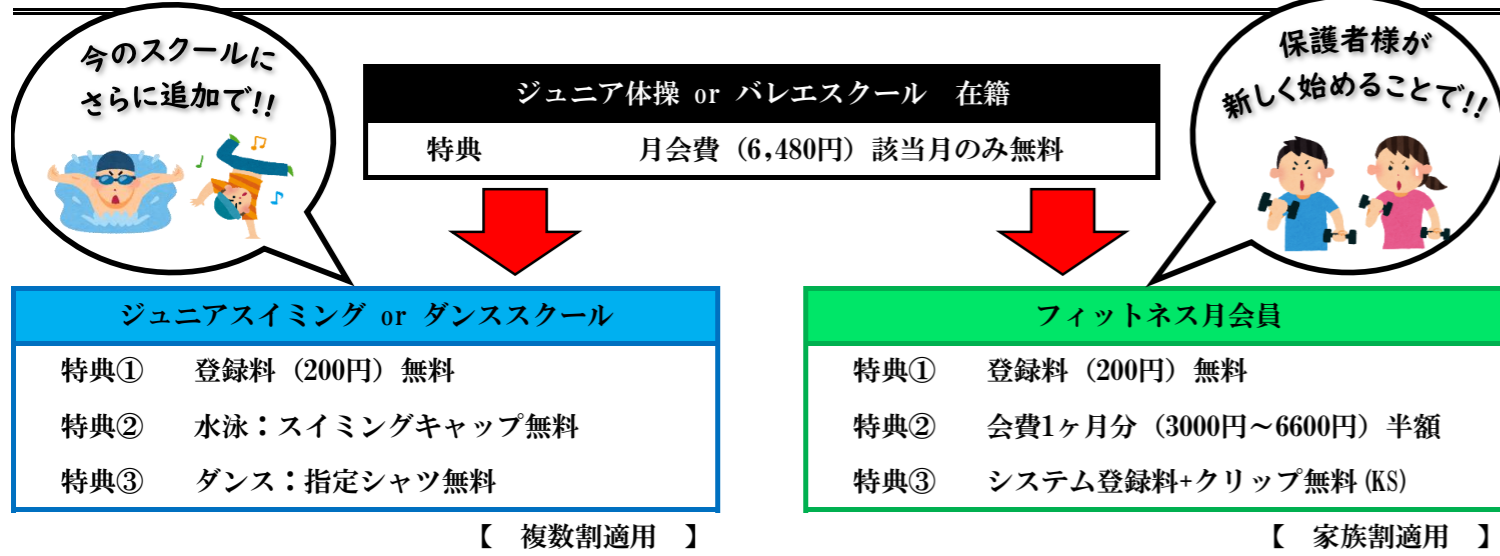 今のスクールに
さらに追加で!!
保護者様が
新しく始めることで!!
ジュニア体操 or バレエスクール　在籍
特典　月会費（6,480円）該当月のみ無料
ジュニアスイミング or ダンススクール
特典①　登録料（200円）無料
特典②　水泳：スイミングキャップ無料
特典③　ダンス：指定シャツ無料
【　複数割適用　】
フィットネス月会員
特典①　登録料（200円）無料
特典②　会費1ヶ月分（3000円～6600円）半額
特典③　システム登録料+クリップ無料(KS)
【　家族割適用　】